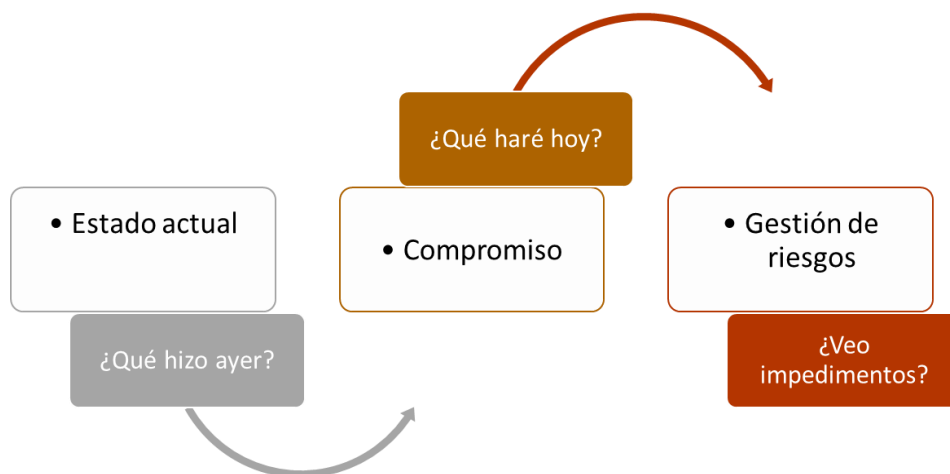 • Estado actual
¿Qué hizo ayer?
¿Qué haré hoy?
• Compromiso
• Gestión de
riesgos
¿Veo
impedimentos?